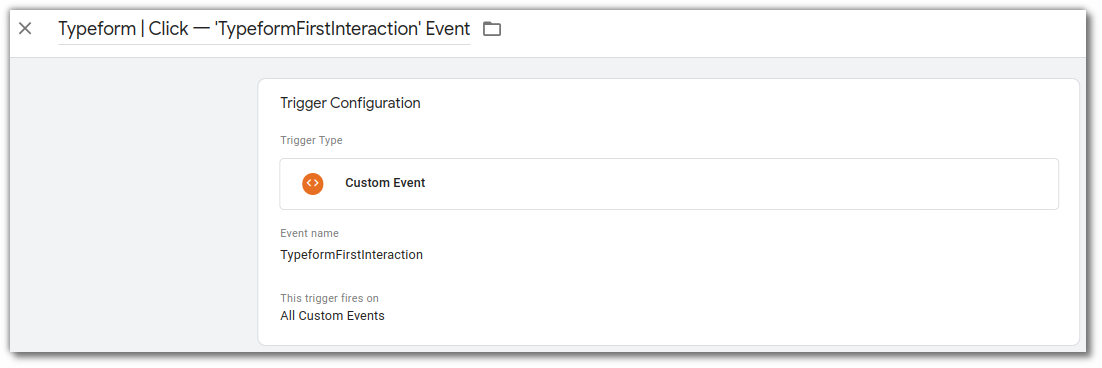 Typeform | Click — 'TypeformFirstInteraction' Event
Trigger Configuration
Trigger Type
Custom Event
Event name
TypeformFirstInteraction
This trigger fires on
All Custom Events